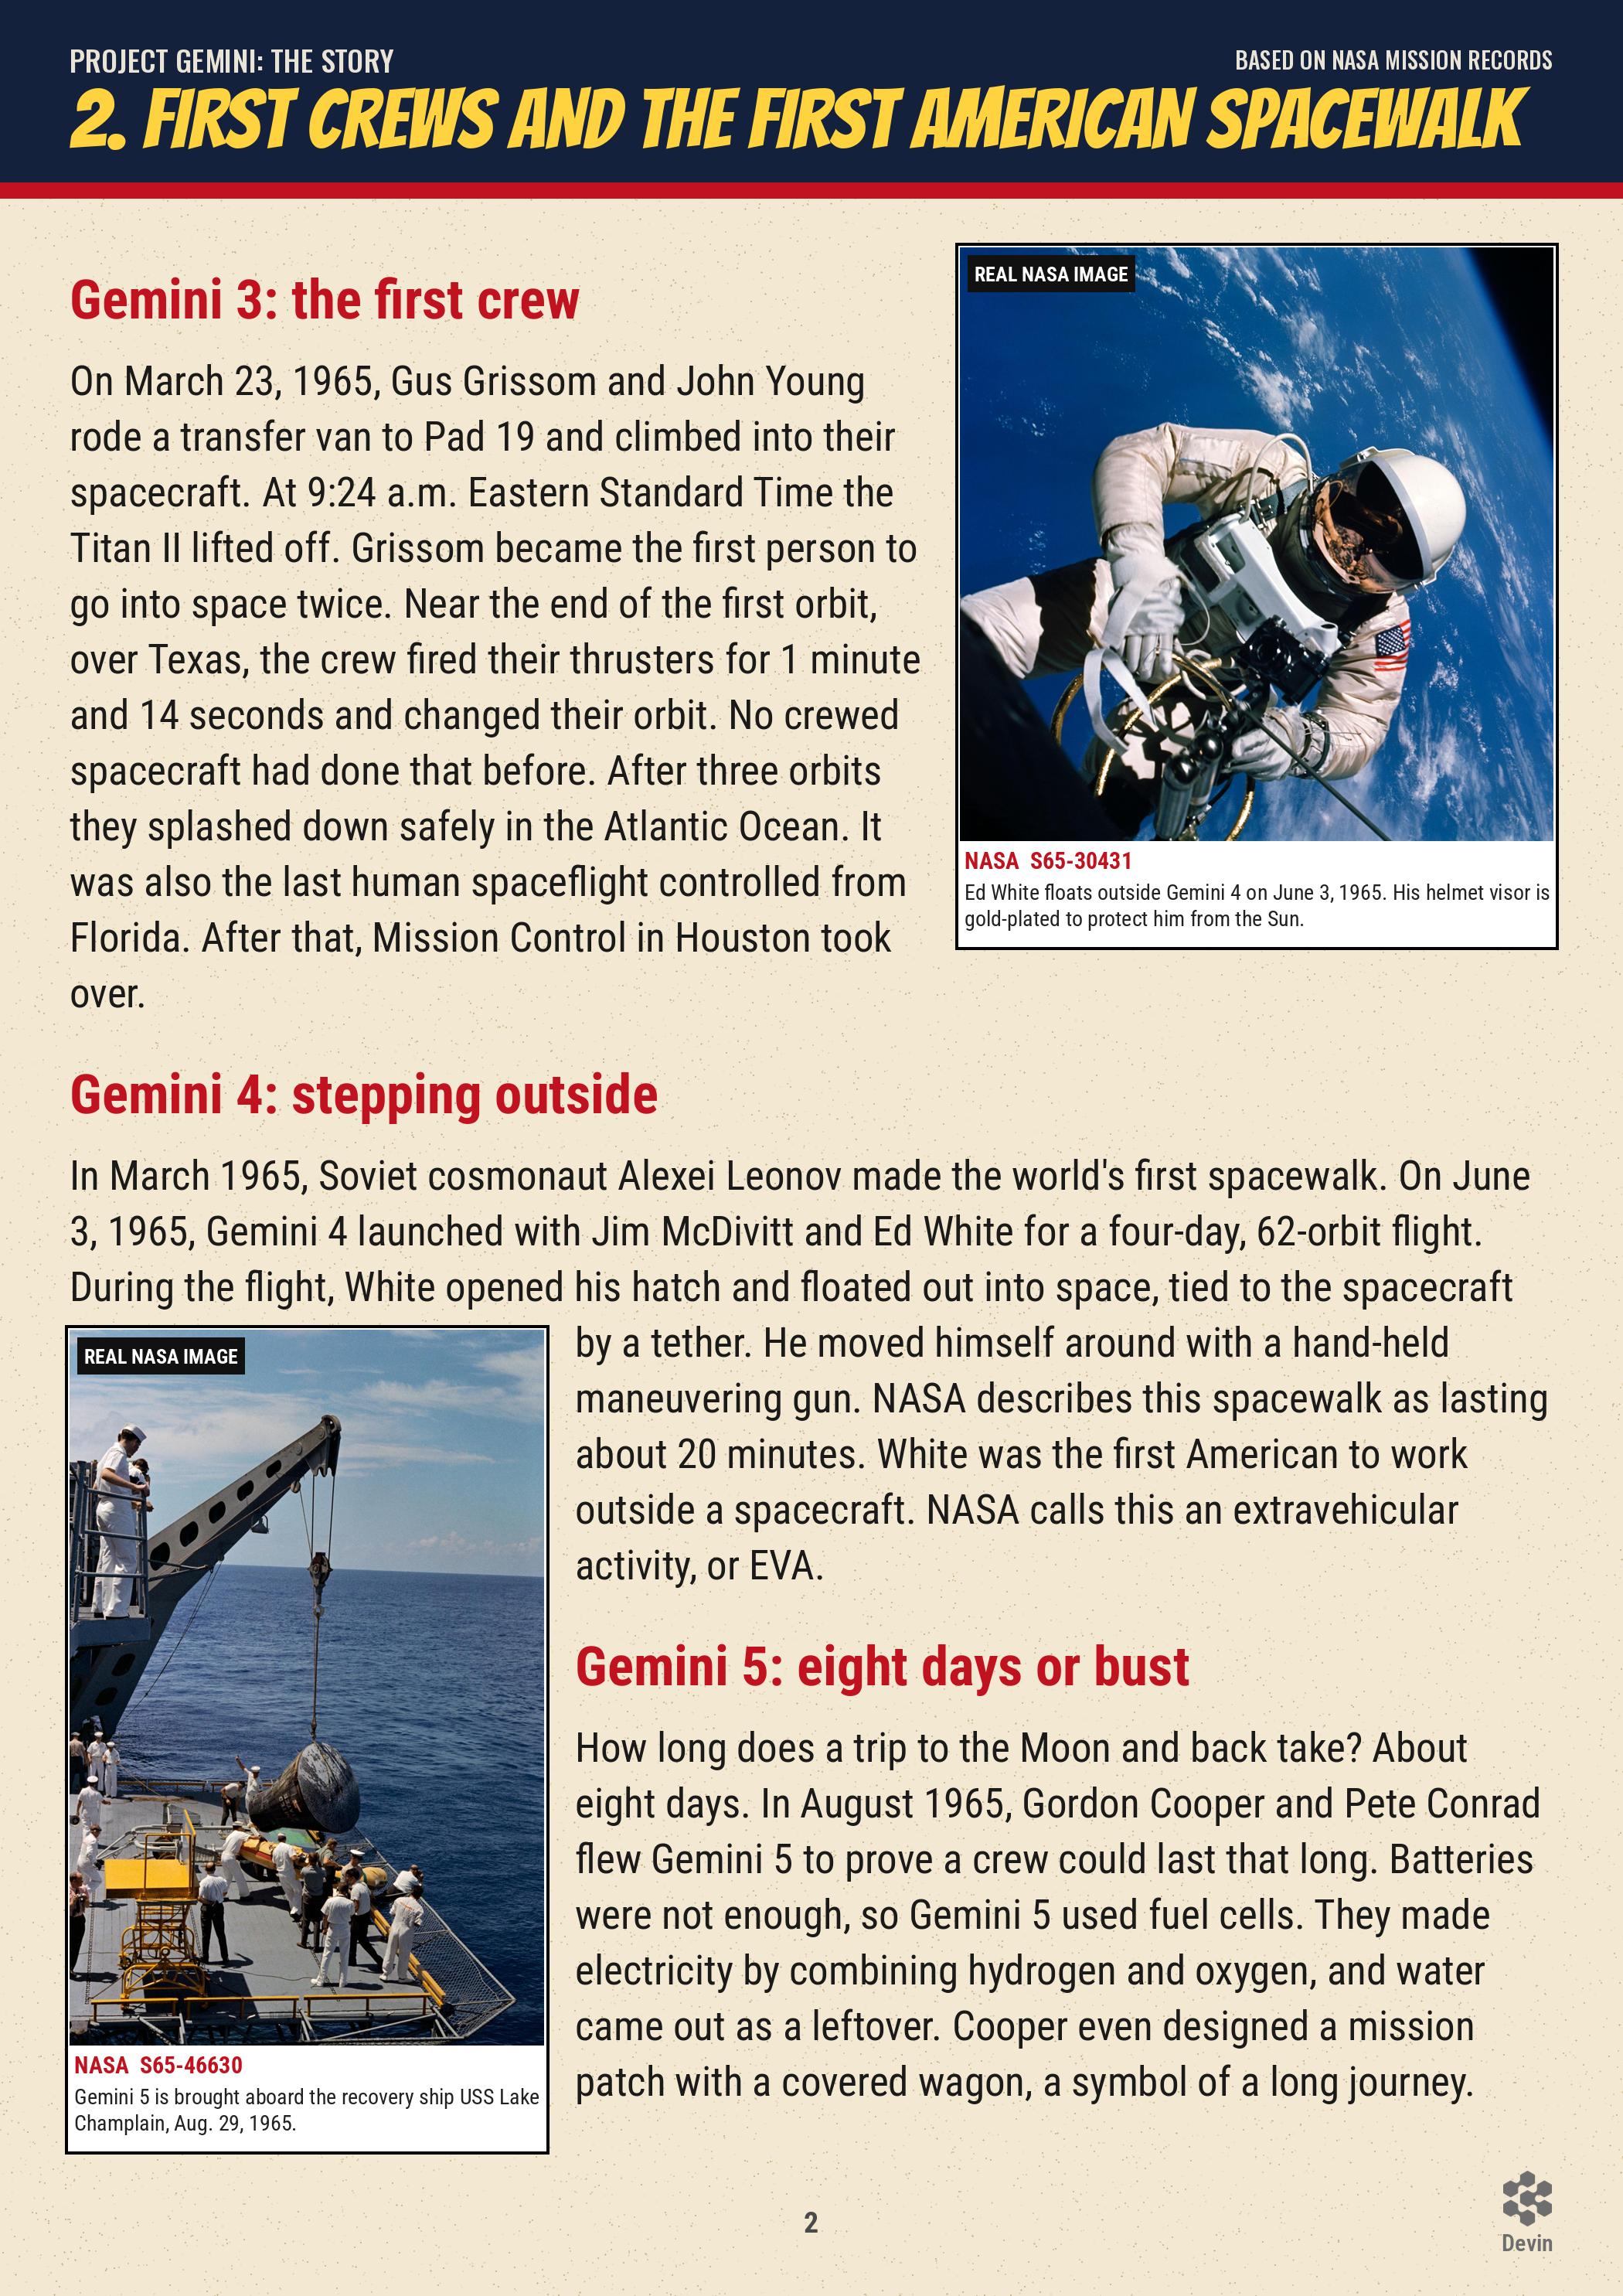 PROJECT GEMINI: THE STORY
BASED ON NASA MISSION RECORDS
2. FIRST CREWS AND THE FIRST AMERICAN SPACEWALK
Gemini 3: the first crew
On March 23, 1965, Gus Grissom and John Young
rode a transfer van to Pad 19 and climbed into their
spacecraft. At 9:24 a.m. Eastern Standard Time the
Titan II lifted off. Grissom became the first person to
go into space twice. Near the end of the first orbit,
over Texas, the crew fired their thrusters for 1 minute
and 14 seconds and changed their orbit. No crewed
spacecraft had done that before. After three orbits
they splashed down safely in the Atlantic Ocean. It
was also the last human spaceflight controlled from
Florida. After that, Mission Control in Houston took
over.
REAL NASA IMAGE
NASA S65-30431
Ed White floats outside Gemini 4 on June 3, 1965. His helmet visor is
gold-plated to protect him from the Sun.
Gemini 4: stepping outside
In March 1965, Soviet cosmonaut Alexei Leonov made the world's first spacewalk. On June
3, 1965, Gemini 4 launched with Jim McDivitt and Ed White for a four-day, 62-orbit flight.
During the flight, White opened his hatch and floated out into space, tied to the spacecraft
by a tether. He moved himself around with a hand-held
maneuvering gun. NASA describes this spacewalk as lasting
about 20 minutes. White was the first American to work
outside a spacecraft. NASA calls this an extravehicular
activity, or EVA.
REAL NASA IMAGE
NASA S65-46630
Gemini 5 is brought aboard the recovery ship USS Lake
Champlain, Aug. 29, 1965.
Gemini 5: eight days or bust
How long does a trip to the Moon and back take? About
eight days. In August 1965, Gordon Cooper and Pete Conrad
flew Gemini 5 to prove a crew could last that long. Batteries
were not enough, so Gemini 5 used fuel cells. They made
electricity by combining hydrogen and oxygen, and water
came out as a leftover. Cooper even designed a mission
patch with a covered wagon, a symbol of a long journey.
2
Devin